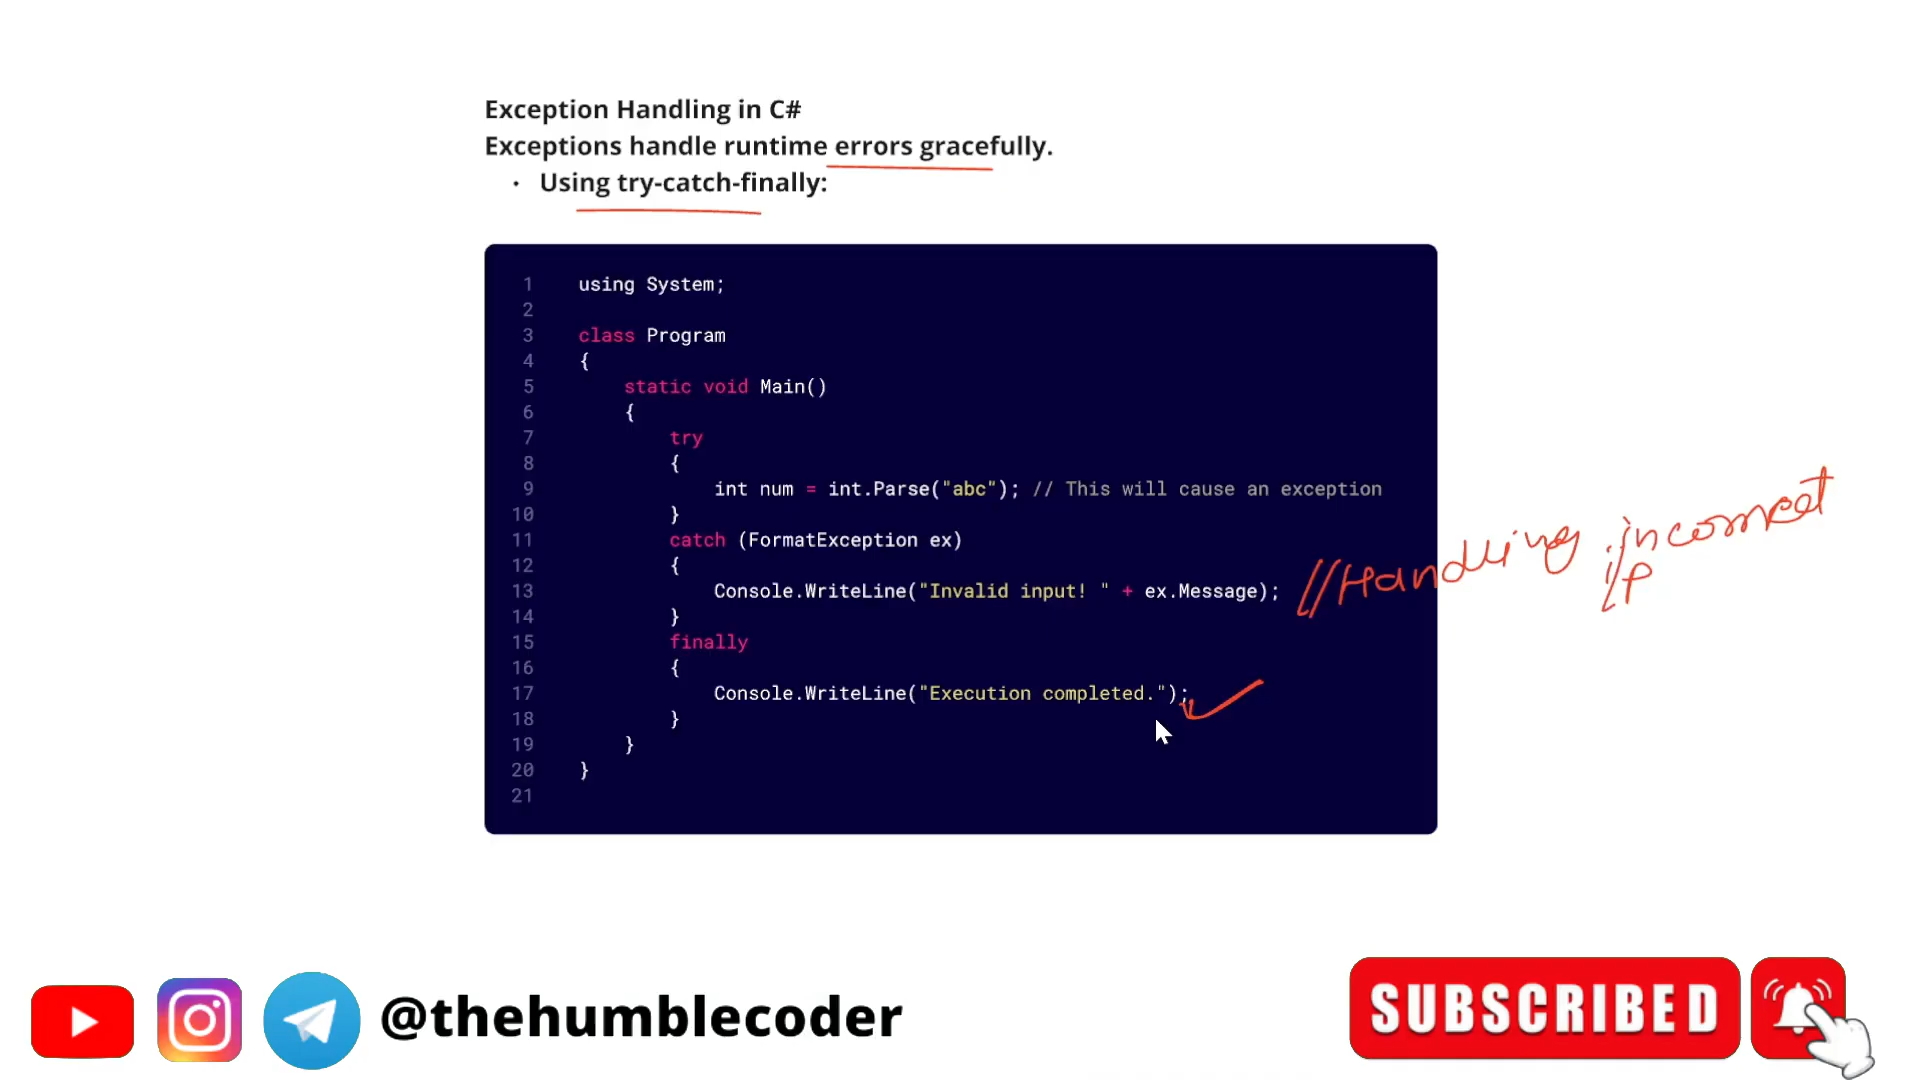 Exception Handling in C#
Exceptions handle runtime errors gracefully.
• Using try-catch-finally:
1 using System;
2
3 class Program
4 {
5 static void Main()
6 {
7 try
8 {
9 int num = int.Parse("abc"); // This will cause an exception
10 }
11 catch (FormatException ex)
12 {
13 Console.WriteLine("Invalid input! " + ex.Message); //Handling incorrect
i/p
14 }
15 finally
16 {
17 Console.WriteLine("Execution completed.");
18 }
19 }
20 }
21
@thehumblecoder
SUBSCRIBED